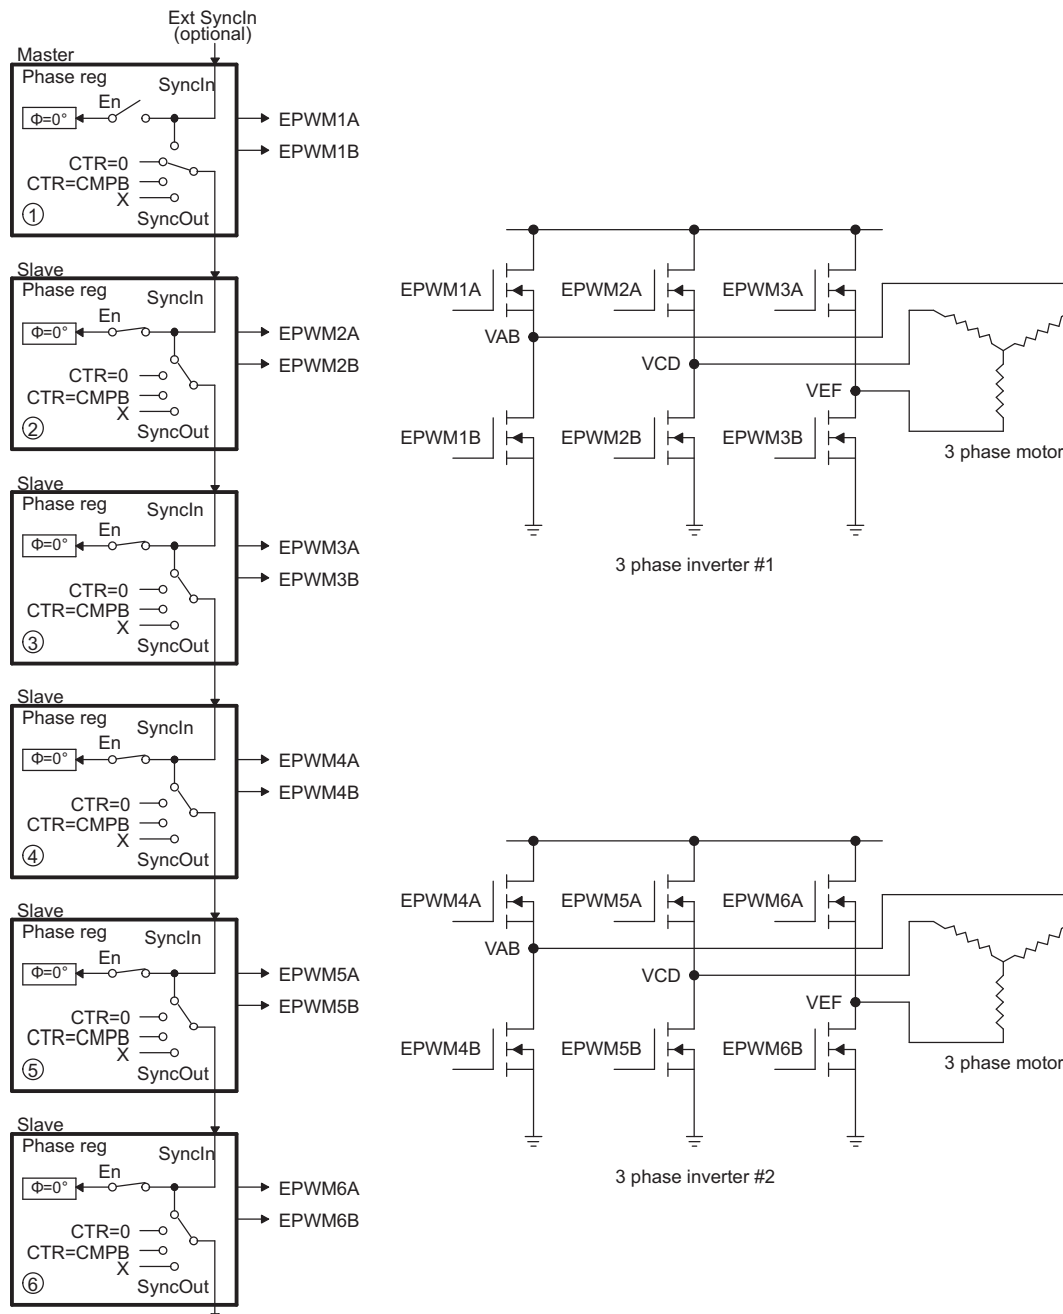 Ext SyncIn
(optional)
Master
Phase reg
SyncIn
En
Φ=0°
EPWM1A
EPWM1B
CTR=0
CTR=CMPB
X
1
SyncOut
Slave
Phase reg
SyncIn
En
Φ=0°
EPWM2A
EPWM2B
CTR=0
CTR=CMPB
X
2
SyncOut
Slave
Phase reg
SyncIn
En
Φ=0°
EPWM3A
EPWM3B
CTR=0
CTR=CMPB
X
3
SyncOut
Slave
Phase reg
SyncIn
En
Φ=0°
EPWM4A
EPWM4B
CTR=0
CTR=CMPB
X
4
SyncOut
Slave
Phase reg
SyncIn
En
Φ=0°
EPWM5A
EPWM5B
CTR=0
CTR=CMPB
X
5
SyncOut
Slave
Phase reg
SyncIn
En
Φ=0°
EPWM6A
EPWM6B
CTR=0
CTR=CMPB
X
6
SyncOut
EPWM1A
EPWM2A
EPWM3A
VAB
VCD
VEF
EPWM1B
EPWM2B
EPWM3B
3 phase motor
3 phase inverter #1
EPWM4A
EPWM5A
EPWM6A
VAB
VCD
VEF
EPWM4B
EPWM5B
EPWM6B
3 phase motor
3 phase inverter #2